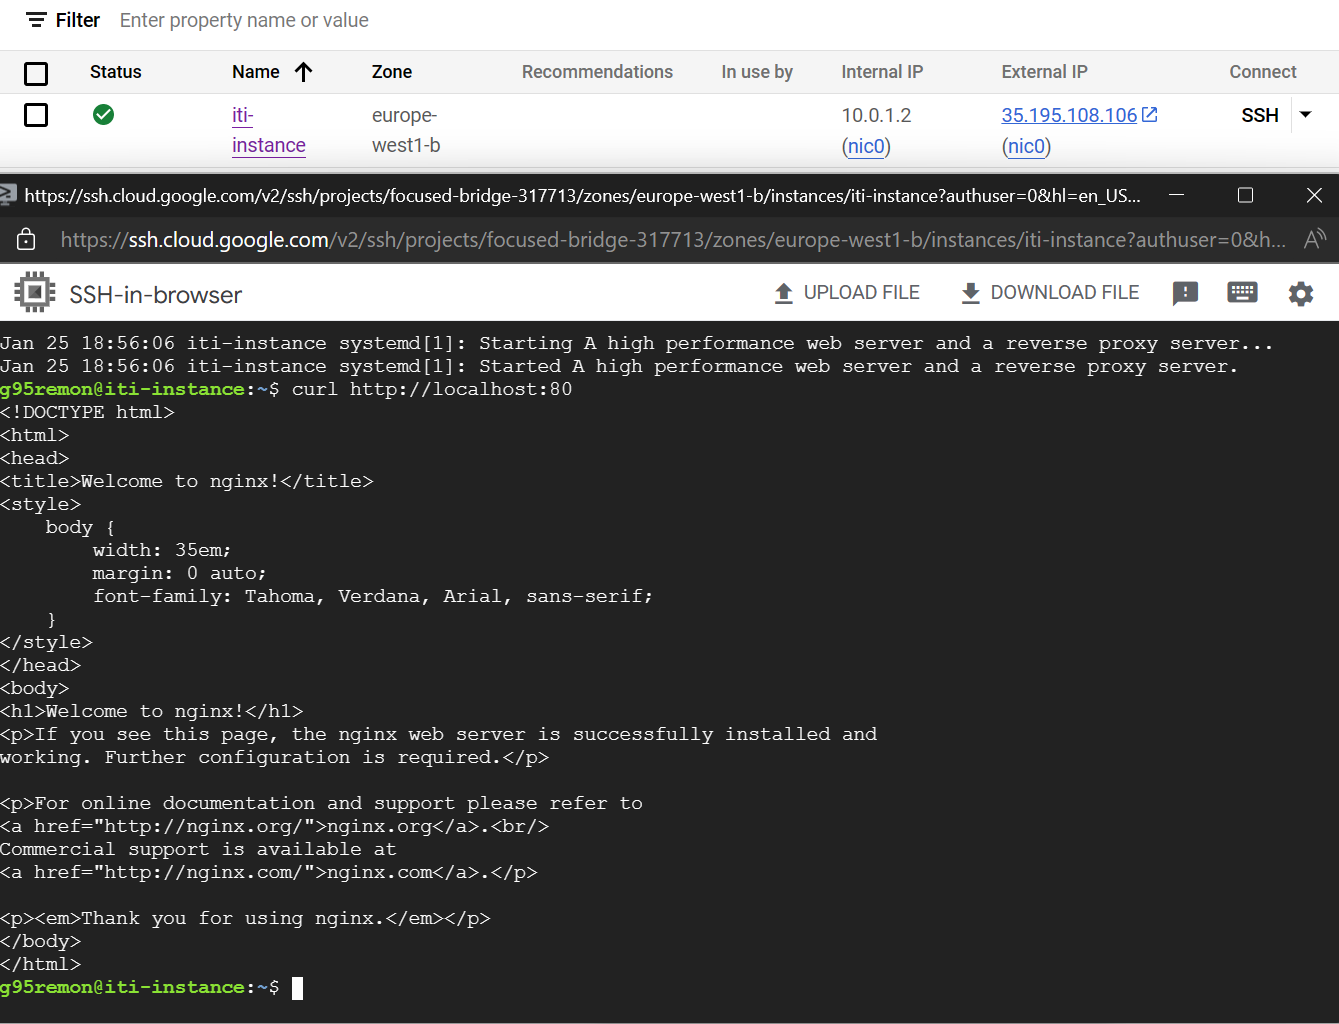 Filter Enter property name or value
Status Name Zone Recommendations In use by Internal IP External IP Connect
iti- europe- 10.0.1.2 35.195.108.106 SSH
instance west1-b (nic0) (nic0)
https://ssh.cloud.google.com/v2/ssh/projects/focused-bridge-317713/zones/europe-west1-b/instances/iti-instance?authuser=0&hl=en_US...
https://ssh.cloud.google.com/v2/ssh/projects/focused-bridge-317713/zones/europe-west1-b/instances/iti-instance?authuser=0&h... A
SSH-in-browser UPLOAD FILE DOWNLOAD FILE
Jan 25 18:56:06 iti-instance systemd[1]: Starting A high performance web server and a reverse proxy server...
Jan 25 18:56:06 iti-instance systemd[1]: Started A high performance web server and a reverse proxy server.
g95remon@iti-instance:~$ curl http://localhost:80
<!DOCTYPE html>
<html>
<head>
<title>Welcome to nginx!</title>
<style>
    body {
        width: 35em;
        margin: 0 auto;
        font-family: Tahoma, Verdana, Arial, sans-serif;
    }
</style>
</head>
<body>
<h1>Welcome to nginx!</h1>
<p>If you see this page, the nginx web server is successfully installed and
working. Further configuration is required.</p>

<p>For online documentation and support please refer to
<a href="http://nginx.org/">nginx.org</a>.<br/>
Commercial support is available at
<a href="http://nginx.com/">nginx.com</a>.</p>

<p><em>Thank you for using nginx.</em></p>
</body>
</html>
g95remon@iti-instance:~$